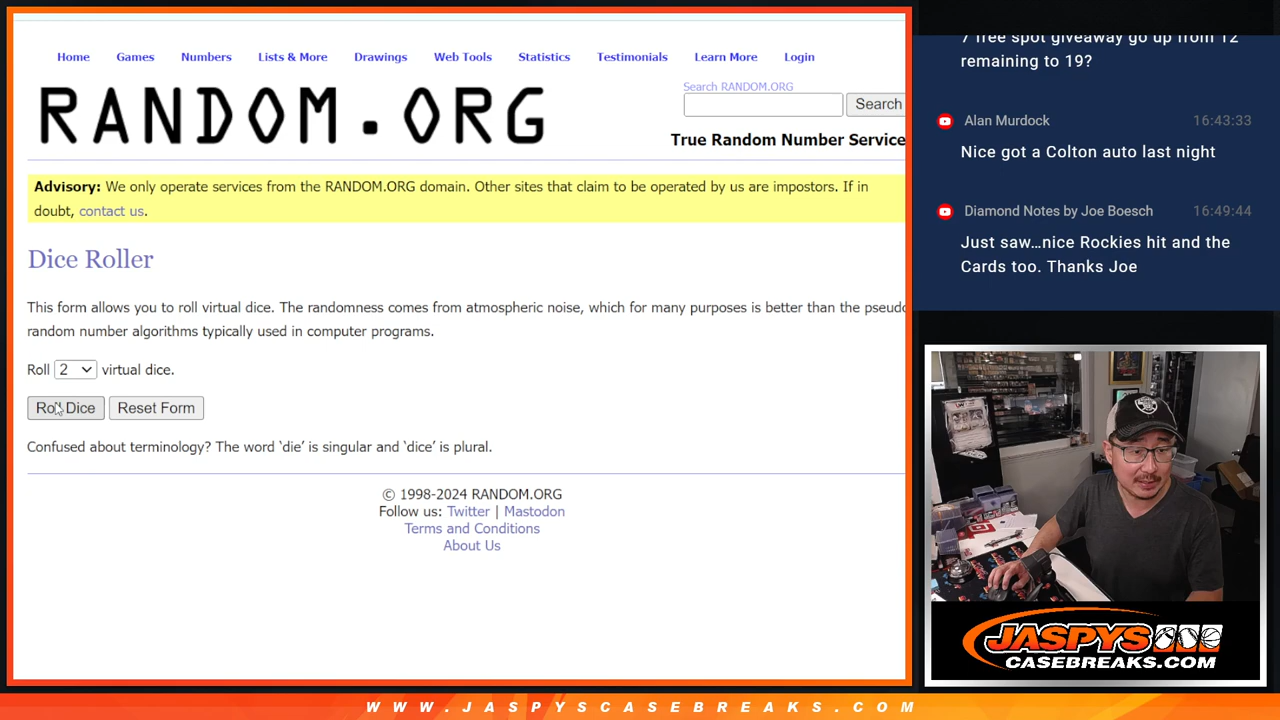 Home Games Numbers Lists & More Drawings Web Tools Statistics Testimonials Learn More Login
RANDOM.ORG
Search RANDOM.ORG
Search
True Random Number Service
Advisory: We only operate services from the RANDOM.ORG domain. Other sites that claim to be operated by us are impostors. If in
doubt, contact us.
Dice Roller
This form allows you to roll virtual dice. The randomness comes from atmospheric noise, which for many purposes is better than the pseudo
random number algorithms typically used in computer programs.
Roll 2 virtual dice.
Roll Dice Reset Form
Confused about terminology? The word ‘die’ is singular and ‘dice’ is plural.
© 1998-2024 RANDOM.ORG
Follow us: Twitter | Mastodon
Terms and Conditions
About Us
7 free spot giveaway go up from 12
remaining to 19?
Alan Murdock 16:43:33
Nice got a Colton auto last night
Diamond Notes by Joe Boesch 16:49:44
Just saw…nice Rockies hit and the
Cards too. Thanks Joe
JASPYS
CASEBREAKS.COM
WWW.JASPYSCASEBREAKS.COM